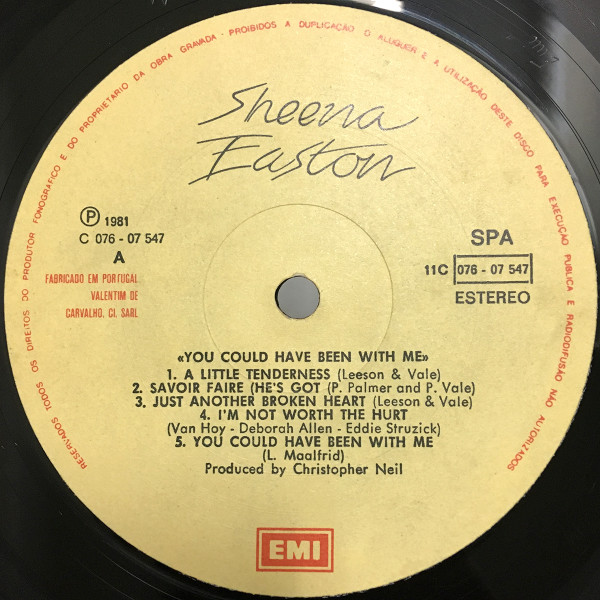 RESERVADOS TODOS OS DIREITOS DO PRODUTOR FONOGRAFICO E DO PROPRIETARIO DA OBRA GRAVADA · PROIBIDOS A DUPLICAÇÃO O ALUGUER E A UTILIZAÇÃO DESTE DISCO PARA EXECUÇÃO PUBLICA E RADIODIFUSÃO NÃO AUTORIZADOS
Sheena
Easton
Ⓟ 1981
C 076 - 07 547
A
FABRICADO EM PORTUGAL
VALENTIM DE
CARVALHO, CI. SARL
SPA
11C 076 - 07 547
ESTEREO
«YOU COULD HAVE BEEN WITH ME»
1. A LITTLE TENDERNESS (Leeson & Vale)
2. SAVOIR FAIRE (HE'S GOT (P. Palmer and P. Vale)
3. JUST ANOTHER BROKEN HEART (Leeson & Vale)
4. I'M NOT WORTH THE HURT
(Van Hoy - Deborah Allen - Eddie Struzick)
5. YOU COULD HAVE BEEN WITH ME
(L. Maalfrid)
Produced by Christopher Neil
EMI